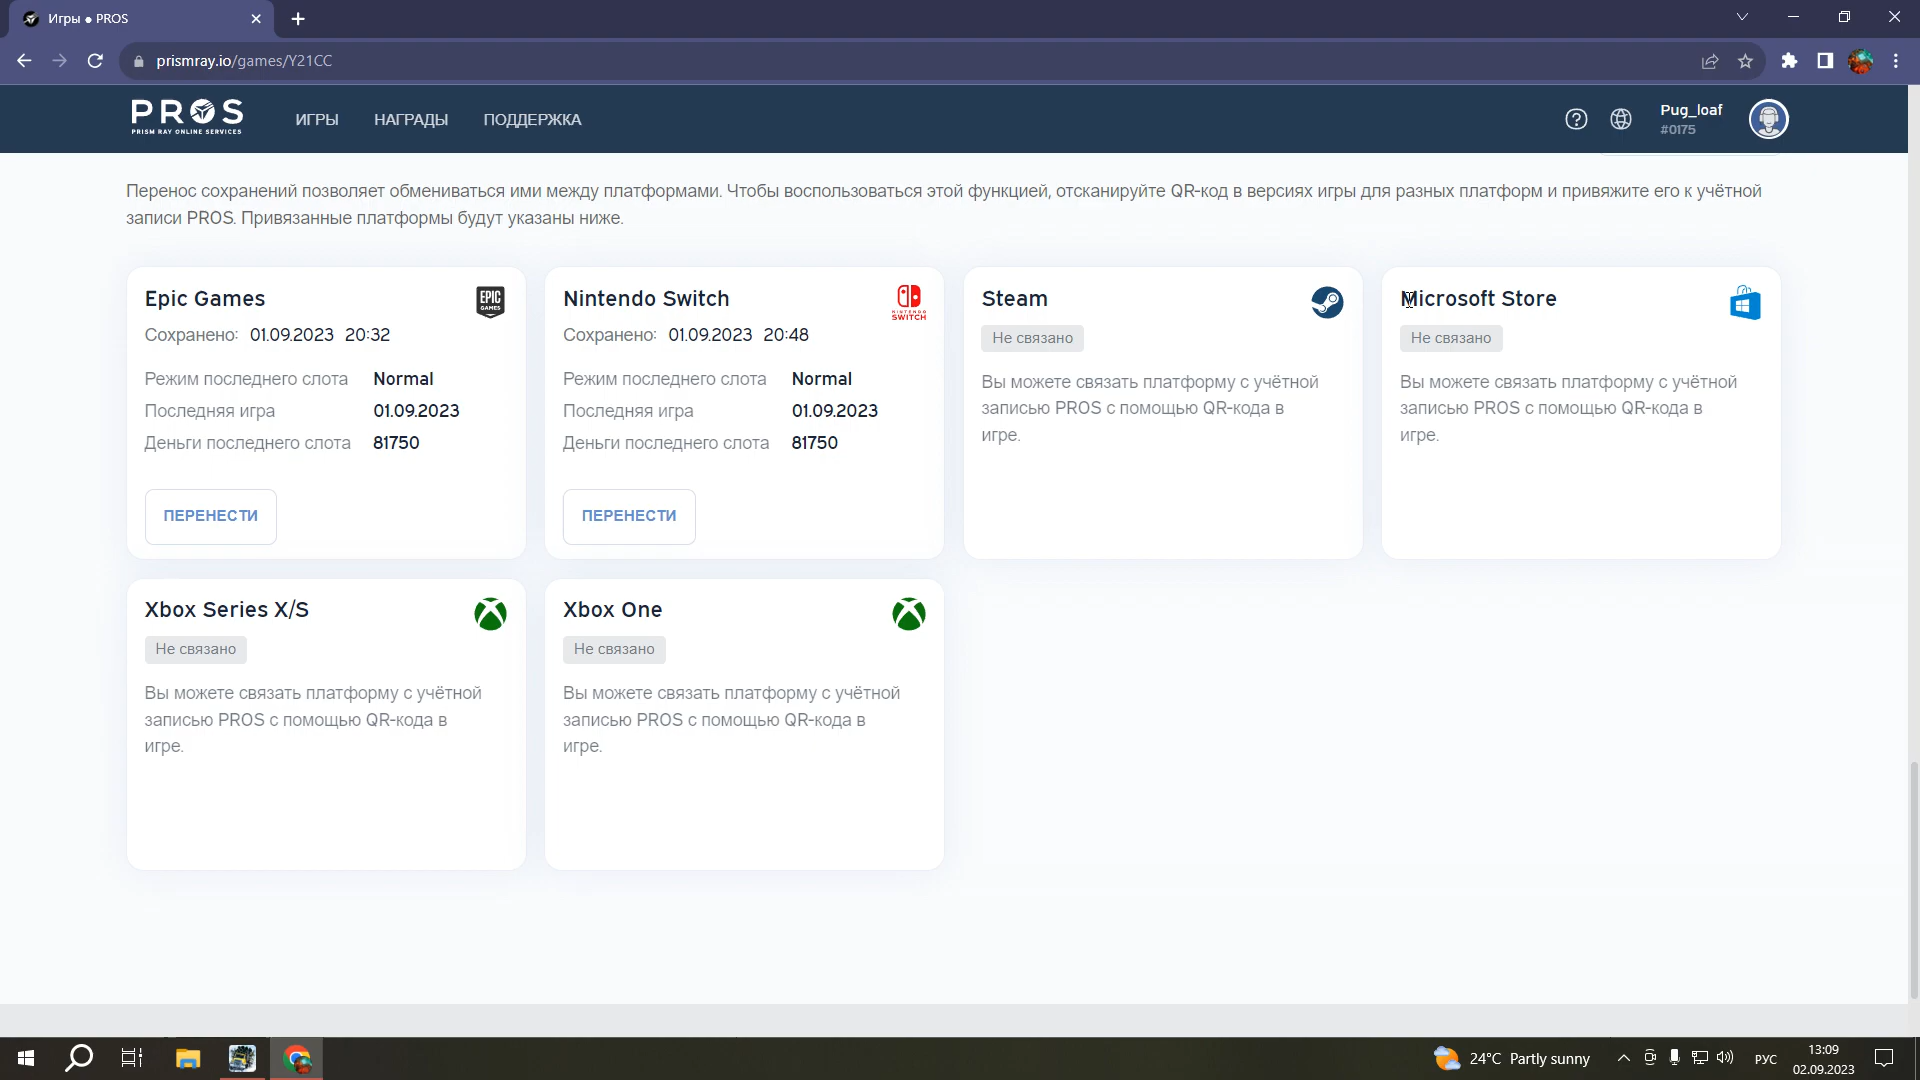 Игры ● PROS
prismray.io/games/Y21CC
PROS
PRISM RAY ONLINE SERVICES
ИГРЫ
НАГРАДЫ
ПОДДЕРЖКА
Pug_loaf
#0175
Перенос сохранений позволяет обмениваться ими между платформами. Чтобы воспользоваться этой функцией, отсканируйте QR-код в версиях игры для разных платформ и привяжите его к учётной
записи PROS. Привязанные платформы будут указаны ниже.
Epic Games
EPIC
GAMES
Сохранено: 01.09.2023 20:32
Режим последнего слота Normal
Последняя игра 01.09.2023
Деньги последнего слота 81750
ПЕРЕНЕСТИ
Nintendo Switch
NINTENDO
SWITCH
Сохранено: 01.09.2023 20:48
Режим последнего слота Normal
Последняя игра 01.09.2023
Деньги последнего слота 81750
ПЕРЕНЕСТИ
Steam
Не связано
Вы можете связать платформу с учётной
записью PROS с помощью QR-кода в
игре.
Microsoft Store
Не связано
Вы можете связать платформу с учётной
записью PROS с помощью QR-кода в
игре.
Xbox Series X/S
Не связано
Вы можете связать платформу с учётной
записью PROS с помощью QR-кода в
игре.
Xbox One
Не связано
Вы можете связать платформу с учётной
записью PROS с помощью QR-кода в
игре.
24°C Partly sunny
РУС
13:09
02.09.2023